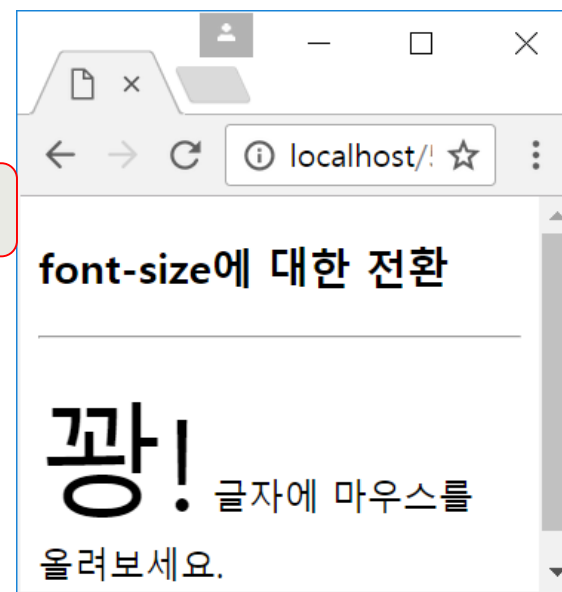 localhost/
font-size에 대한 전환
꽝! 글자에 마우스를
올려보세요.